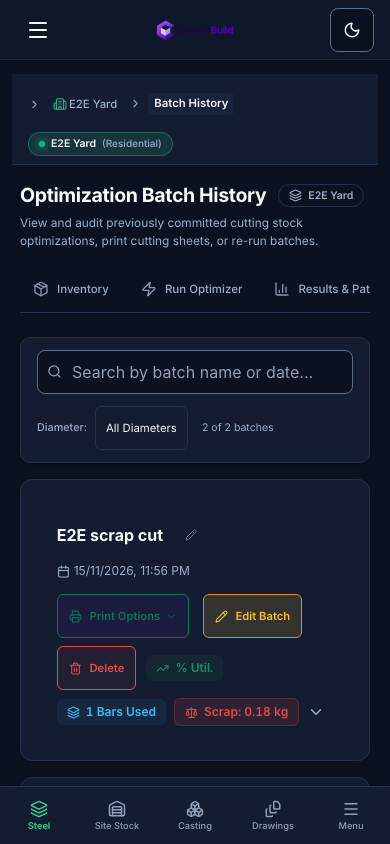 Build
E2E Yard
Batch History
E2E Yard (Residential)
Optimization Batch History
E2E Yard
View and audit previously committed cutting stock
optimizations, print cutting sheets, or re-run batches.
Inventory
Run Optimizer
Results & Pat
Search by batch name or date...
Diameter:
All Diameters
2 of 2 batches
E2E scrap cut
15/11/2026, 11:56 PM
Print Options
Edit Batch
Delete
% Util.
1 Bars Used
Scrap: 0.18 kg
Steel
Site Stock
Casting
Drawings
Menu